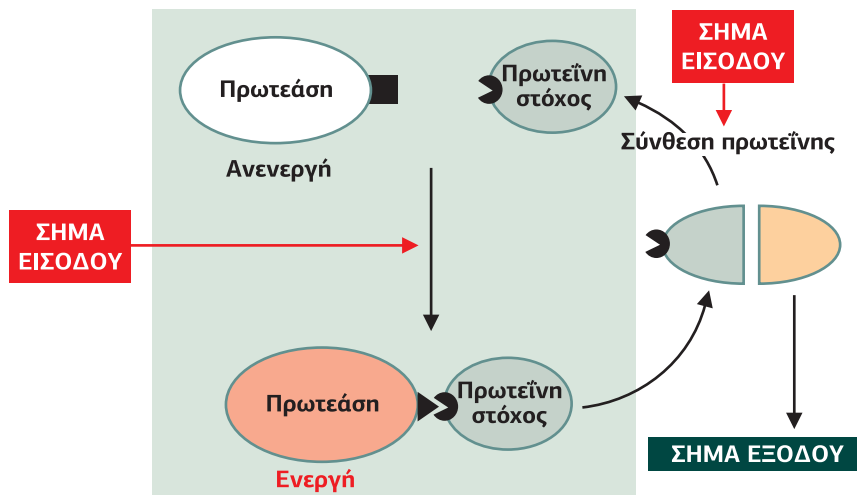 Πρωτεάση
Πρωτεΐνη
στόχος
ΣΗΜΑ
ΕΙΣΟΔΟΥ
Σύνθεση πρωτεΐνης
Ανενεργή
ΣΗΜΑ
ΕΙΣΟΔΟΥ
Πρωτεάση
Πρωτεΐνη
στόχος
Ενεργή
ΣΗΜΑ ΕΞΟΔΟΥ